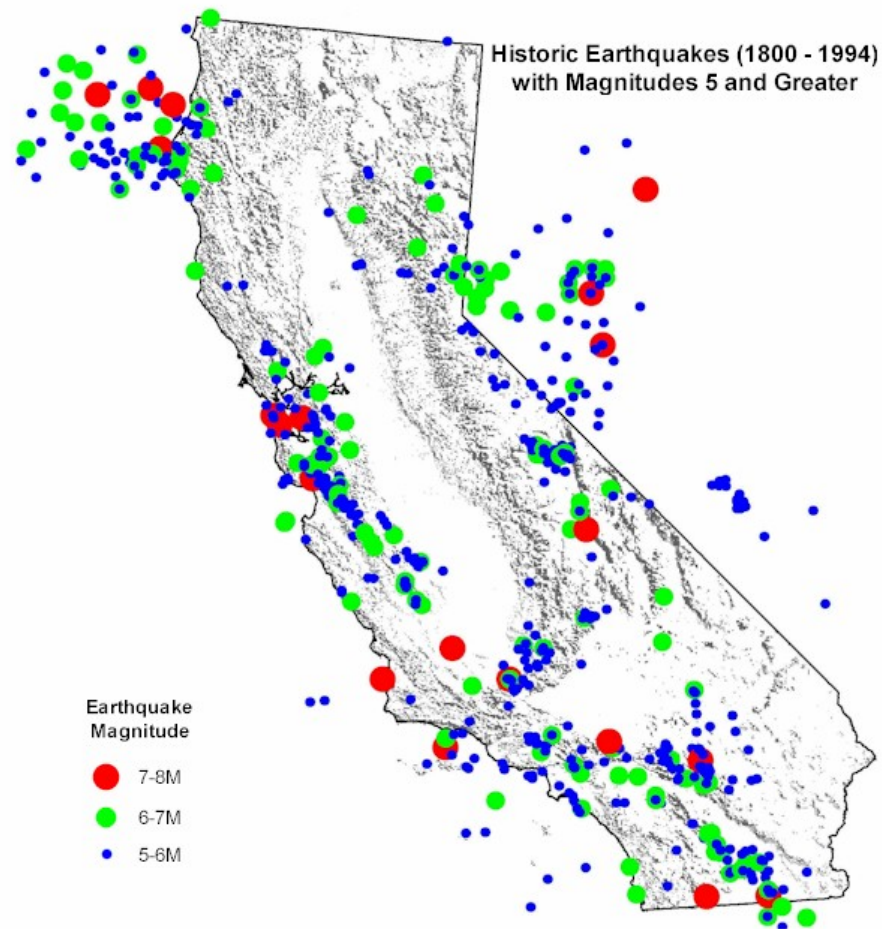 Historic Earthquakes (1800 - 1994)
with Magnitudes 5 and Greater
Earthquake
Magnitude
7-8M
6-7M
5-6M